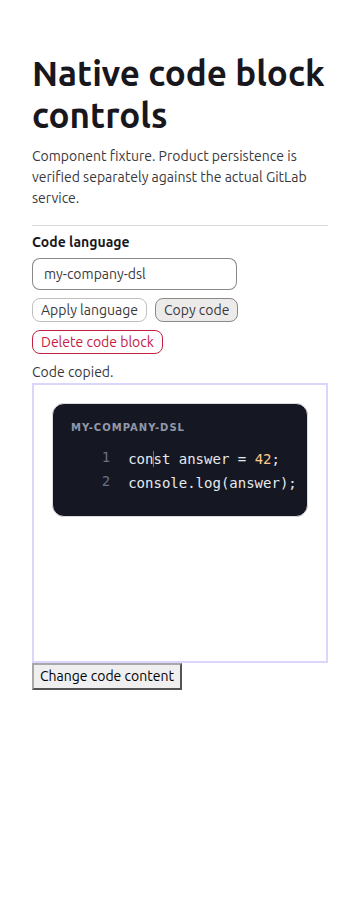 Native code block
controls
Component fixture. Product persistence is
verified separately against the actual GitLab
service.
Code language
my-company-dsl
Apply language Copy code
Delete code block
Code copied.
MY-COMPANY-DSL
1 const answer = 42;
2 console.log(answer);
Change code content